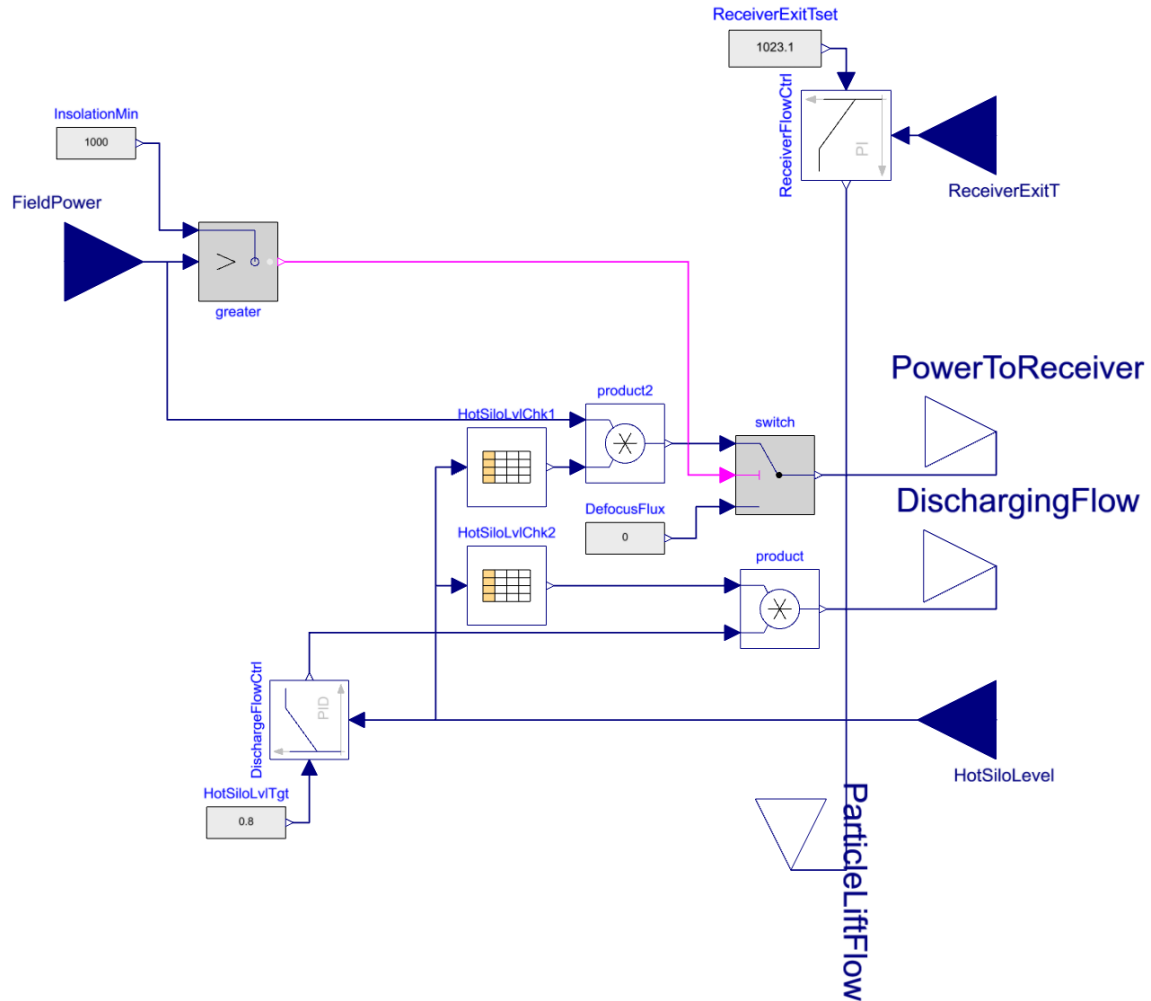 ReceiverExitTset
1023.1
ReceiverFlowCtrl
PI
ReceiverExitT
InsolationMin
1000
FieldPower
>
greater
PowerToReceiver
product2
HotSiloLvlChk1
switch
DischargingFlow
DefocusFlux
0
HotSiloLvlChk2
product
DischargeFlowCtrl
PID
HotSiloLevel
HotSiloLvlTgt
0.8
ParticleLiftFlow